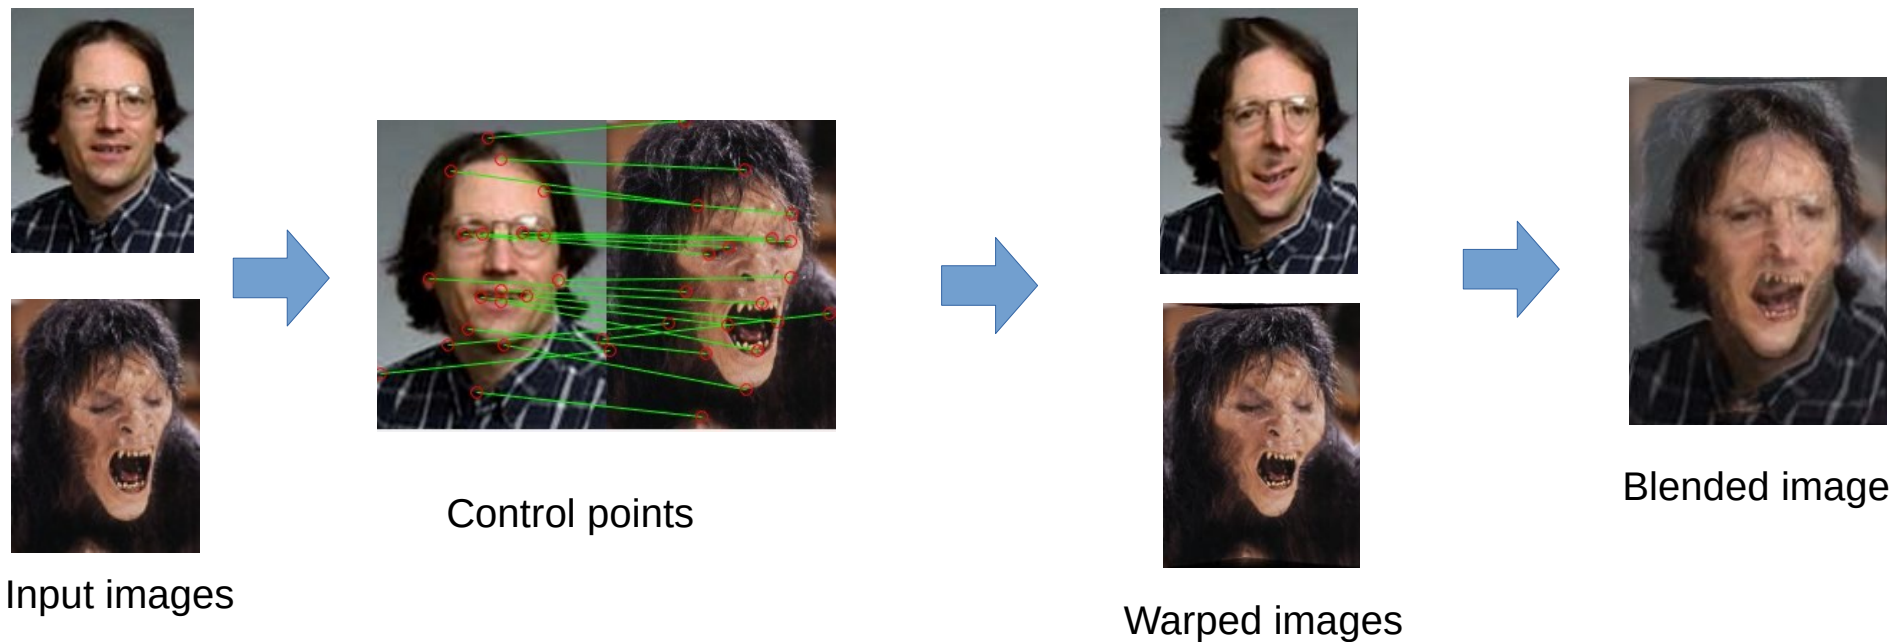 Input images
Control points
Warped images
Blended image